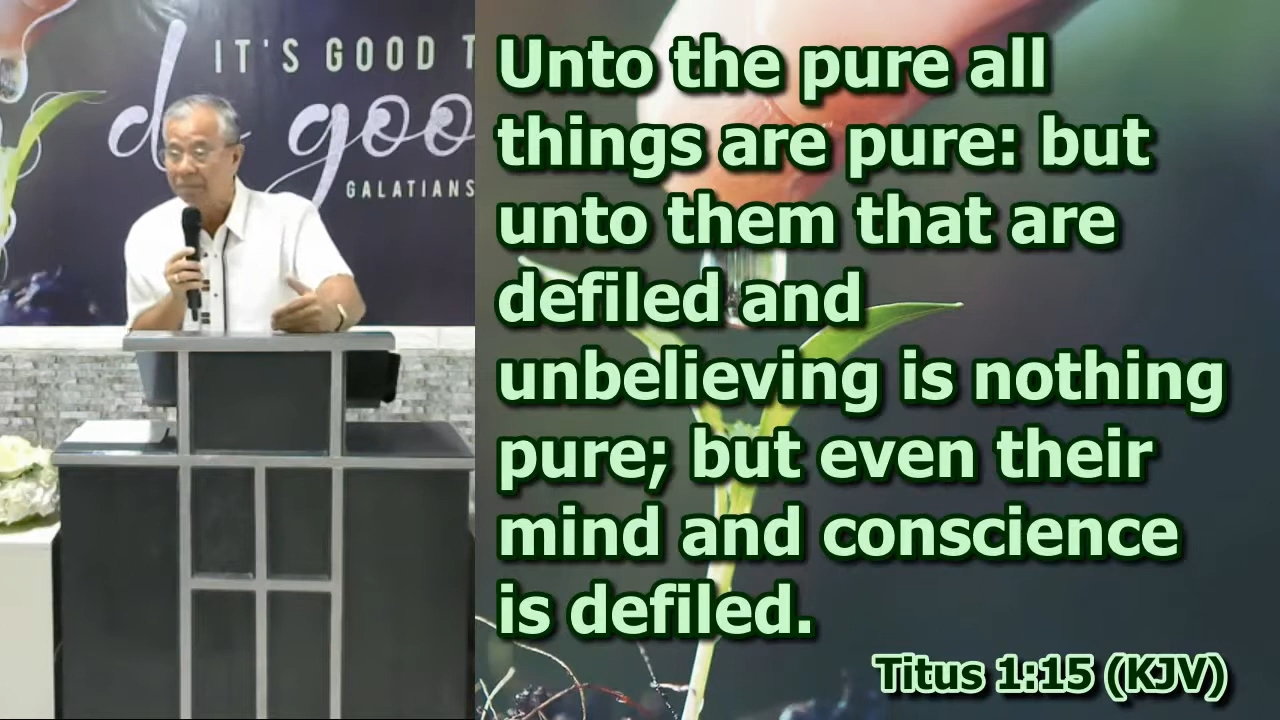 IT'S GOOD T
do goo
GALATIANS
Unto the pure all
things are pure: but
unto them that are
defiled and
unbelieving is nothing
pure; but even their
mind and conscience
is defiled.
Titus 1:15 (KJV)